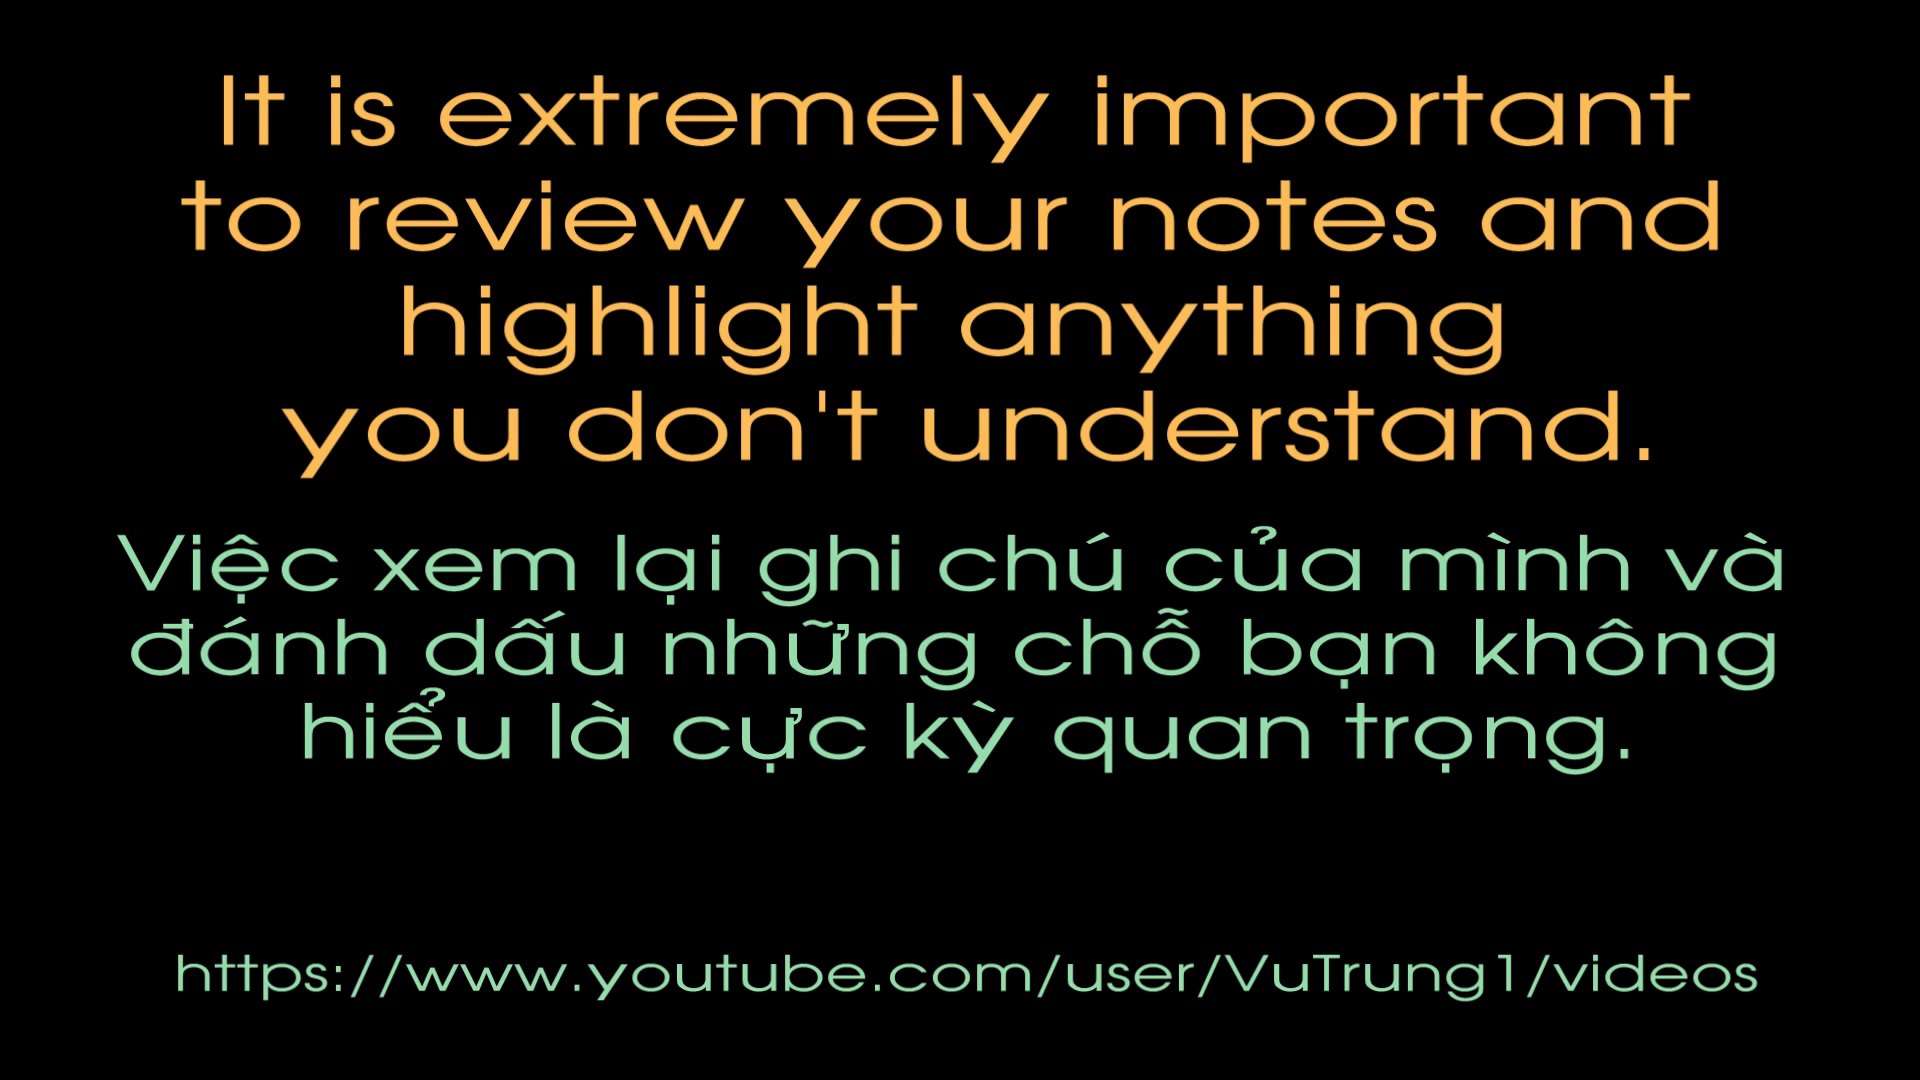 It is extremely important
to review your notes and
highlight anything
you don't understand.
Việc xem lại ghi chú của mình và
đánh dấu những chỗ bạn không
hiểu là cực kỳ quan trọng.
https://www.youtube.com/user/VuTrung1/videos